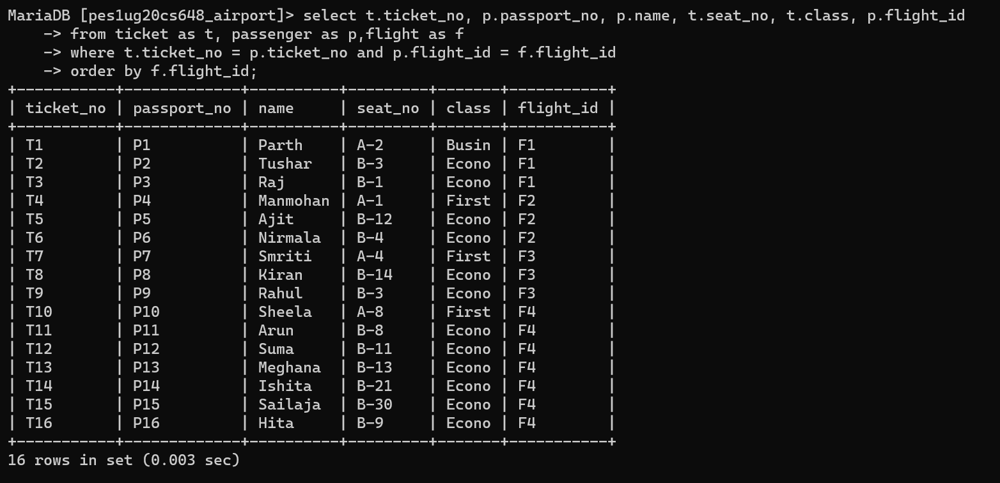 MariaDB [pes1ug20cs648_airport]> select t.ticket_no, p.passport_no, p.name, t.seat_no, t.class, p.flight_id
    -> from ticket as t, passenger as p,flight as f
    -> where t.ticket_no = p.ticket_no and p.flight_id = f.flight_id
    -> order by f.flight_id;
+-----------+-------------+----------+---------+-------+-----------+
| ticket_no | passport_no | name     | seat_no | class | flight_id |
+-----------+-------------+----------+---------+-------+-----------+
| T1        | P1          | Parth    | A-2     | Busin | F1        |
| T2        | P2          | Tushar   | B-3     | Econo | F1        |
| T3        | P3          | Raj      | B-1     | Econo | F1        |
| T4        | P4          | Manmohan | A-1     | First | F2        |
| T5        | P5          | Ajit     | B-12    | Econo | F2        |
| T6        | P6          | Nirmala  | B-4     | Econo | F2        |
| T7        | P7          | Smriti   | A-4     | First | F3        |
| T8        | P8          | Kiran    | B-14    | Econo | F3        |
| T9        | P9          | Rahul    | B-3     | Econo | F3        |
| T10       | P10         | Sheela   | A-8     | First | F4        |
| T11       | P11         | Arun     | B-8     | Econo | F4        |
| T12       | P12         | Suma     | B-11    | Econo | F4        |
| T13       | P13         | Meghana  | B-13    | Econo | F4        |
| T14       | P14         | Ishita   | B-21    | Econo | F4        |
| T15       | P15         | Sailaja  | B-30    | Econo | F4        |
| T16       | P16         | Hita     | B-9     | Econo | F4        |
+-----------+-------------+----------+---------+-------+-----------+
16 rows in set (0.003 sec)